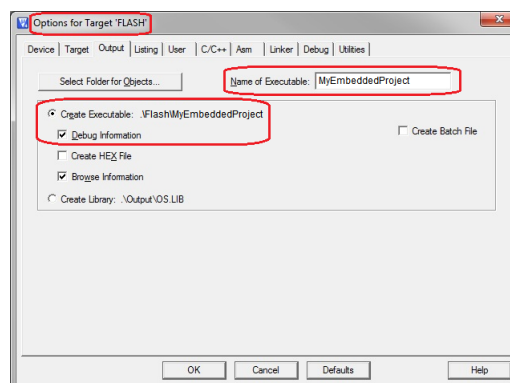 Options for Target 'FLASH'
Device Target Output Listing User C/C++ Asm Linker Debug Utilities
Select Folder for Objects... Name of Executable: MyEmbeddedProject
Create Executable: .\Flash\MyEmbeddedProject
Debug Information
Create Batch File
Create HEX File
Browse Information
Create Library: .\Output\OS.LIB
OK Cancel Defaults Help